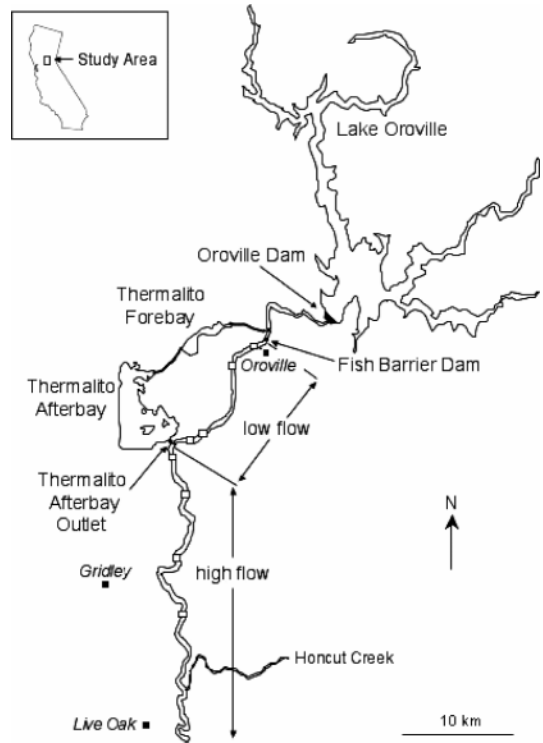 Study Area
Lake Oroville
Oroville Dam
Thermalito
Forebay
Fish Barrier Dam
Oroville
Thermalito
Afterbay
low flow
Thermalito
Afterbay
Outlet
N
Gridley
high flow
Honcut Creek
Live Oak
10 km